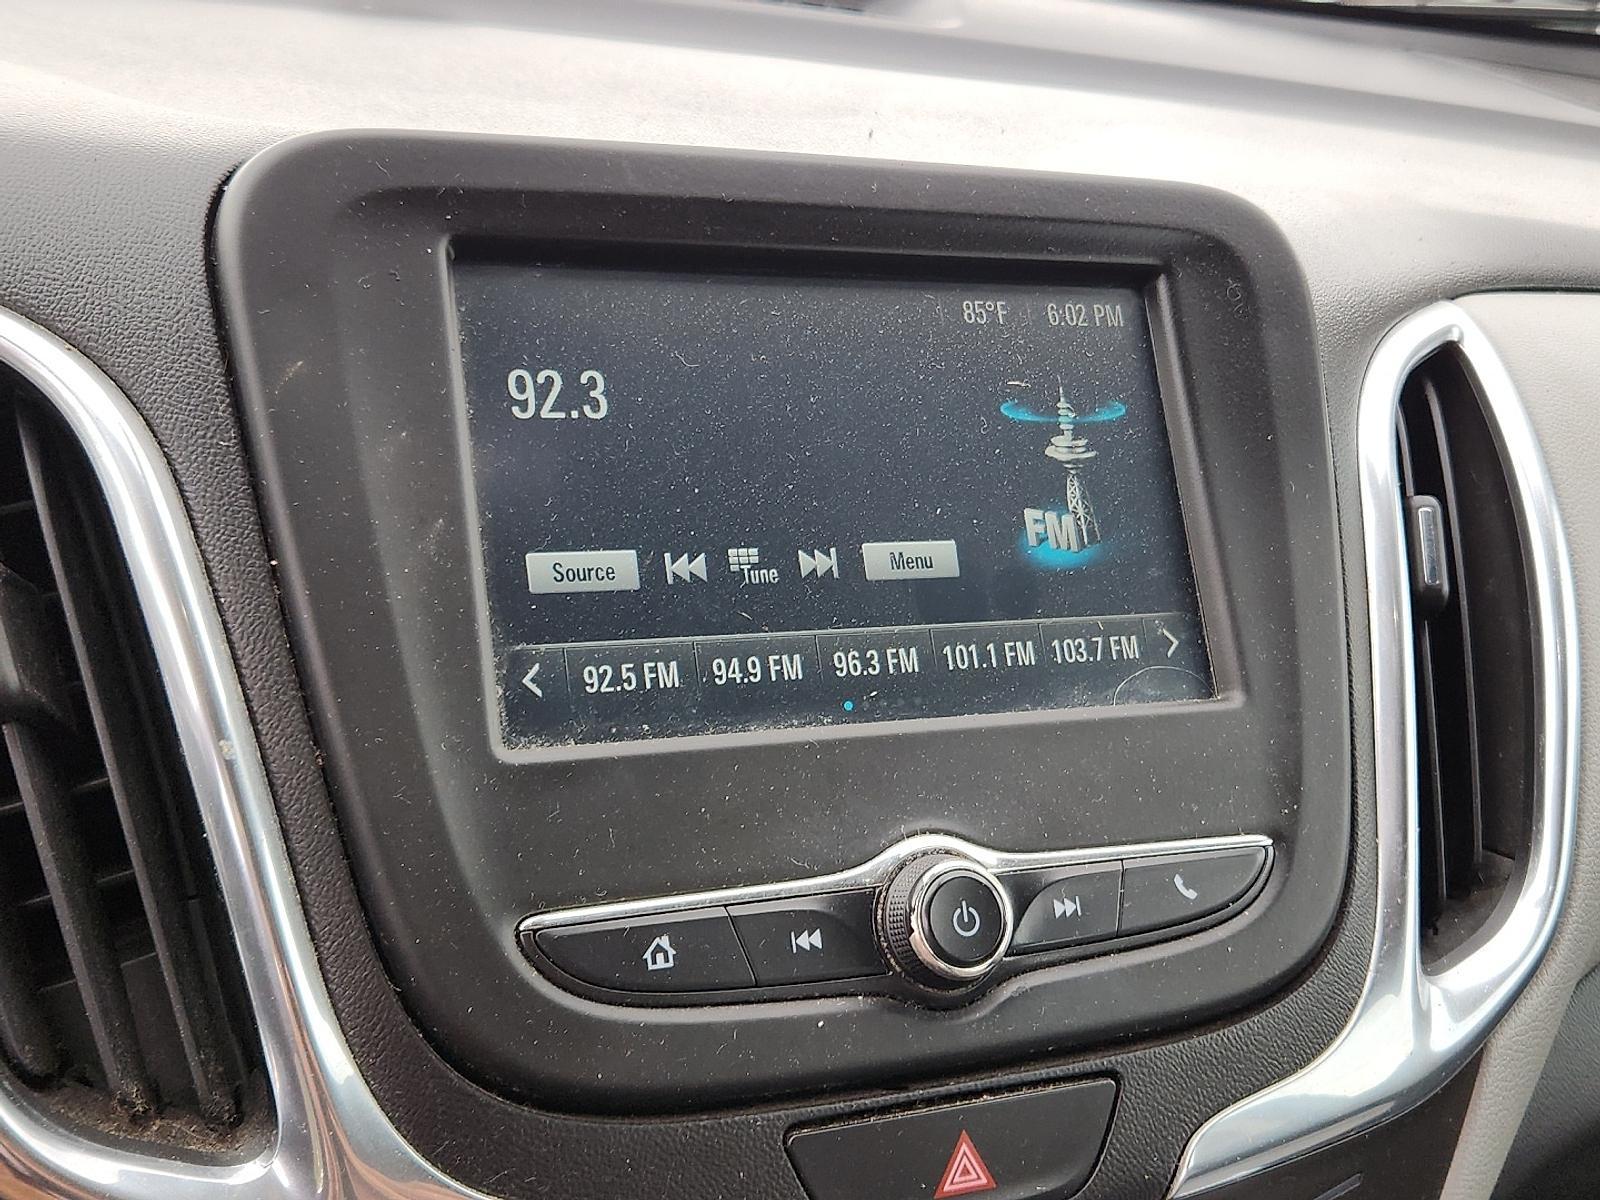 85°F 6:02 PM
92.3
FM
Source Tune Menu
92.5 FM 94.9 FM 96.3 FM 101.1 FM 103.7 FM